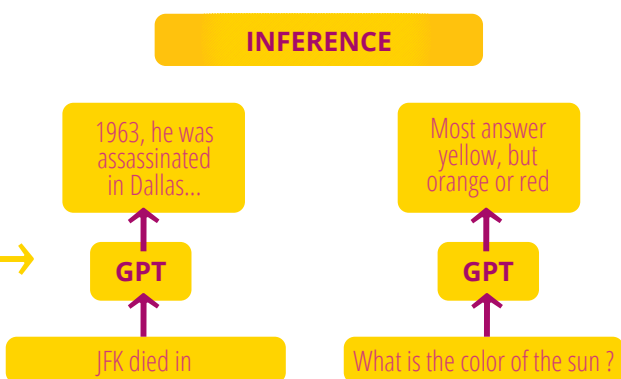 INFERENCE
1963, he was
assassinated
in Dallas...
Most answer
yellow, but
orange or red
GPT
GPT
JFK died in
What is the color of the sun ?